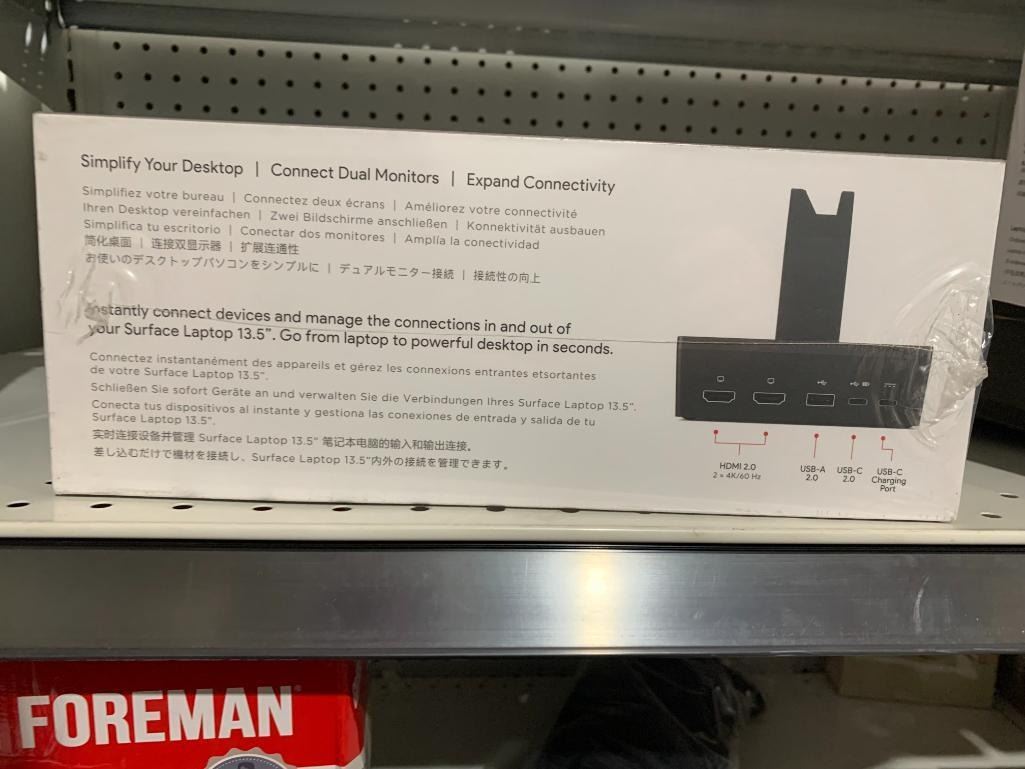 Simplify Your Desktop | Connect Dual Monitors | Expand Connectivity
Simplifiez votre bureau | Connectez deux écrans | Améliorez votre connectivité
Ihren Desktop vereinfachen | Zwei Bildschirme anschließen | Konnektivität ausbauen
Simplifica tu escritorio | Conectar dos monitores | Amplía la conectividad
简化桌面 | 连接双显示器 | 扩展连通性
お使いのデスクトップパソコンをシンプルに | デュアルモニター接続 | 接続性の向上
Instantly connect devices and manage the connections in and out of
your Surface Laptop 13.5”. Go from laptop to powerful desktop in seconds.
Connectez instantanément des appareils et gérez les connexions entrantes etsortantes
de votre Surface Laptop 13.5”.
Schließen Sie sofort Geräte an und verwalten Sie die Verbindungen Ihres Surface Laptop 13.5”.
Conecta tus dispositivos al instante y gestiona las conexiones de entrada y salida de tu
Surface Laptop 13.5”.
实时连接设备并管理 Surface Laptop 13.5” 笔记本电脑的输入和输出连接。
差し込むだけで機材を接続し、Surface Laptop 13.5”内外の接続を管理できます。
HDMI 2.0
2 × 4K/60 Hz
USB-A
2.0
USB-C
2.0
USB-C
Charging
Port
FOREMAN